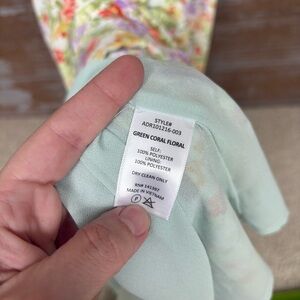 STYLE#
ADR101216-003
GREEN CORAL FLORAL
SELF:
100% POLYESTER
LINING:
100% POLYESTER
DRY CLEAN ONLY
RN# 141397
MADE IN VIETNAM
P